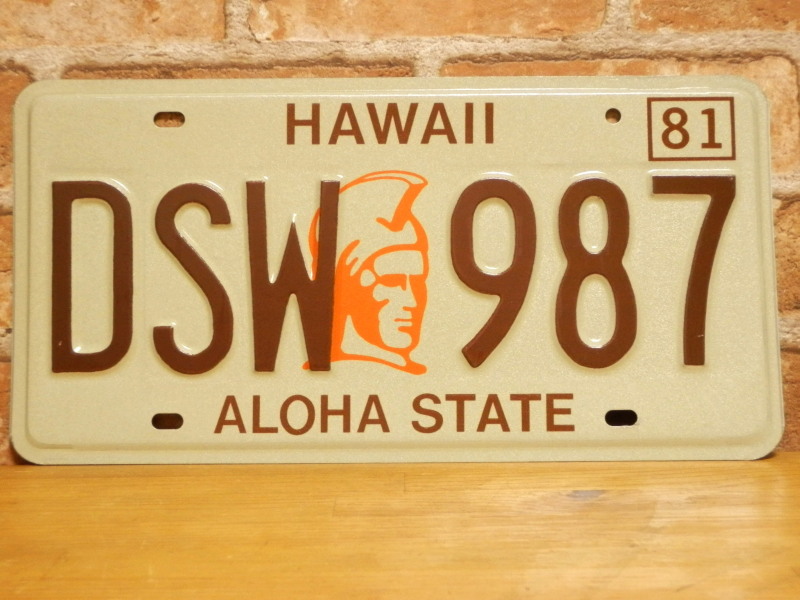 HAWAII 81
DSW 987
ALOHA STATE